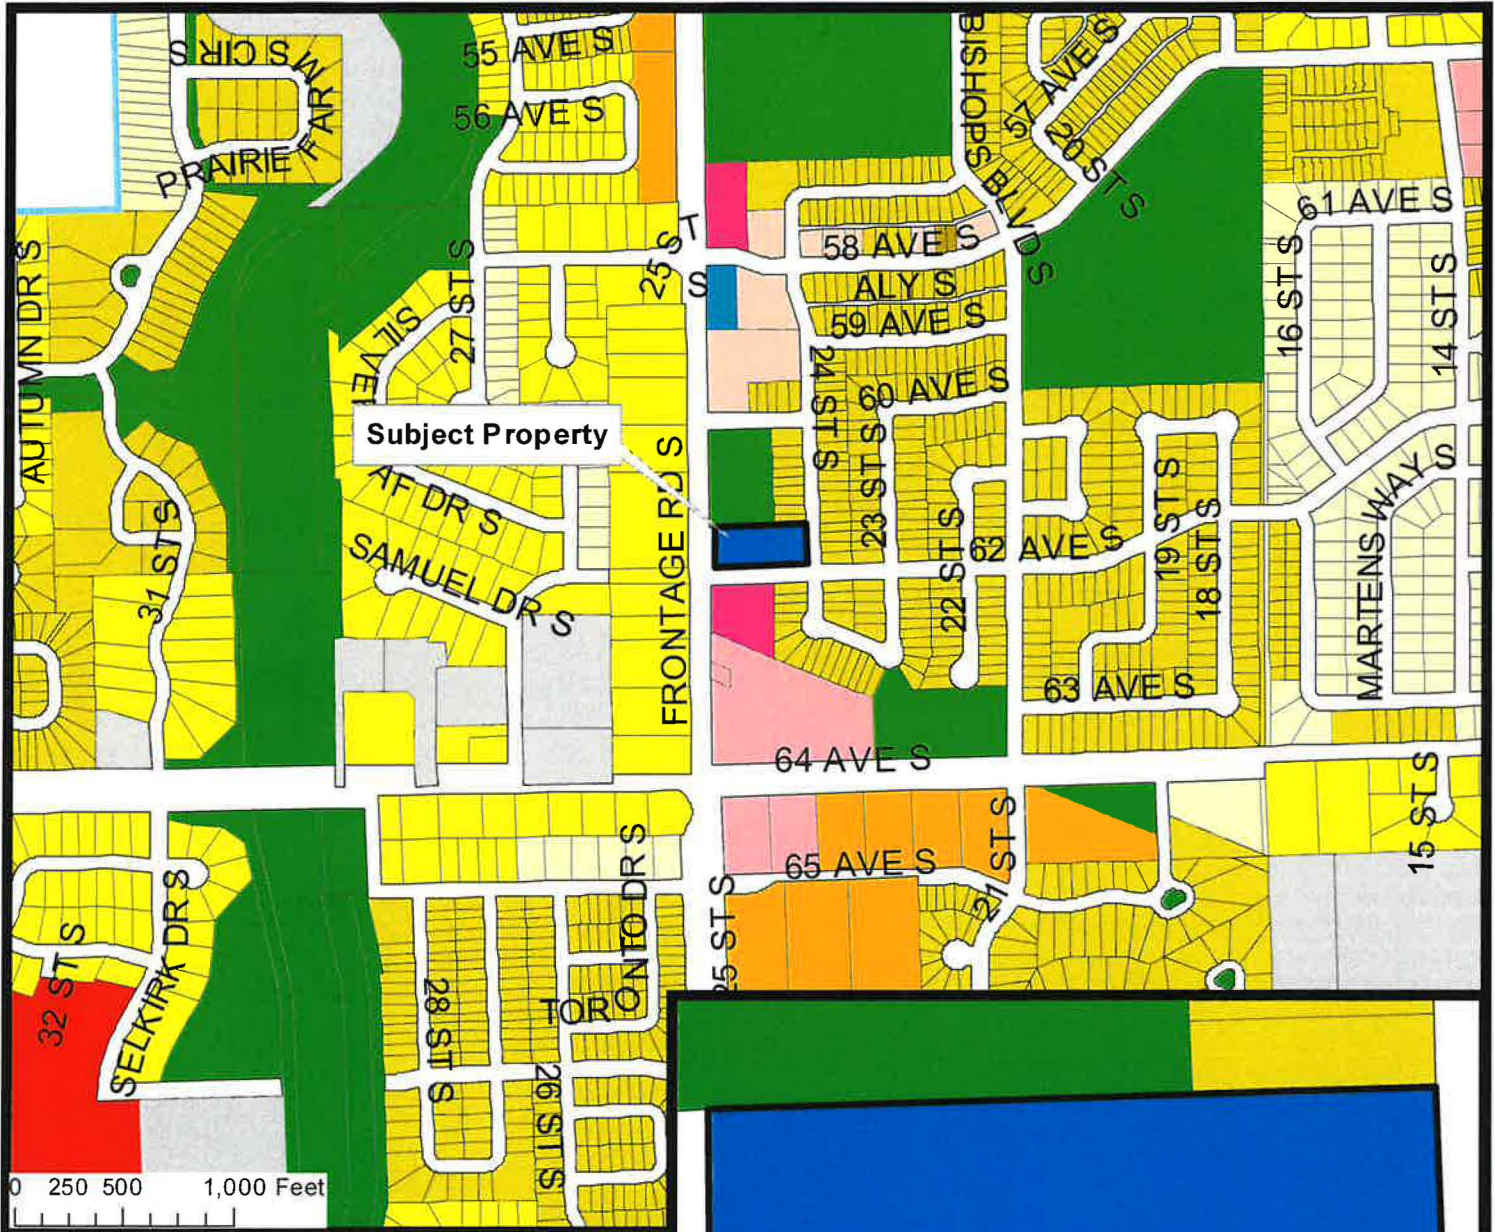 M S CIR S
FAR
PRAIRIE
55 AVE S
56 AVE S
BISHOPS BLVD S
57 AVE S
20 ST S
61 AVE S
25 ST S
58 AVE S
ALY S
59 AVE S
60 AVE S
16 ST S
14 ST S
AUTUMN DR S
27 ST S
SILVER
24 ST S
Subject Property
AF DR S
FRONTAGE RD S
23 ST S
22 ST S
62 AVE S
19 ST S
18 ST S
MARTENS WAY S
31 ST S
SAMUEL DR S
63 AVE S
64 AVE S
15 ST S
65 AVE S
21 ST S
TORONTO DR S
25 ST S
32 ST S
SELKIRK DR S
28 ST S
TORONTO
26 ST S
0 250 500 1,000 Feet